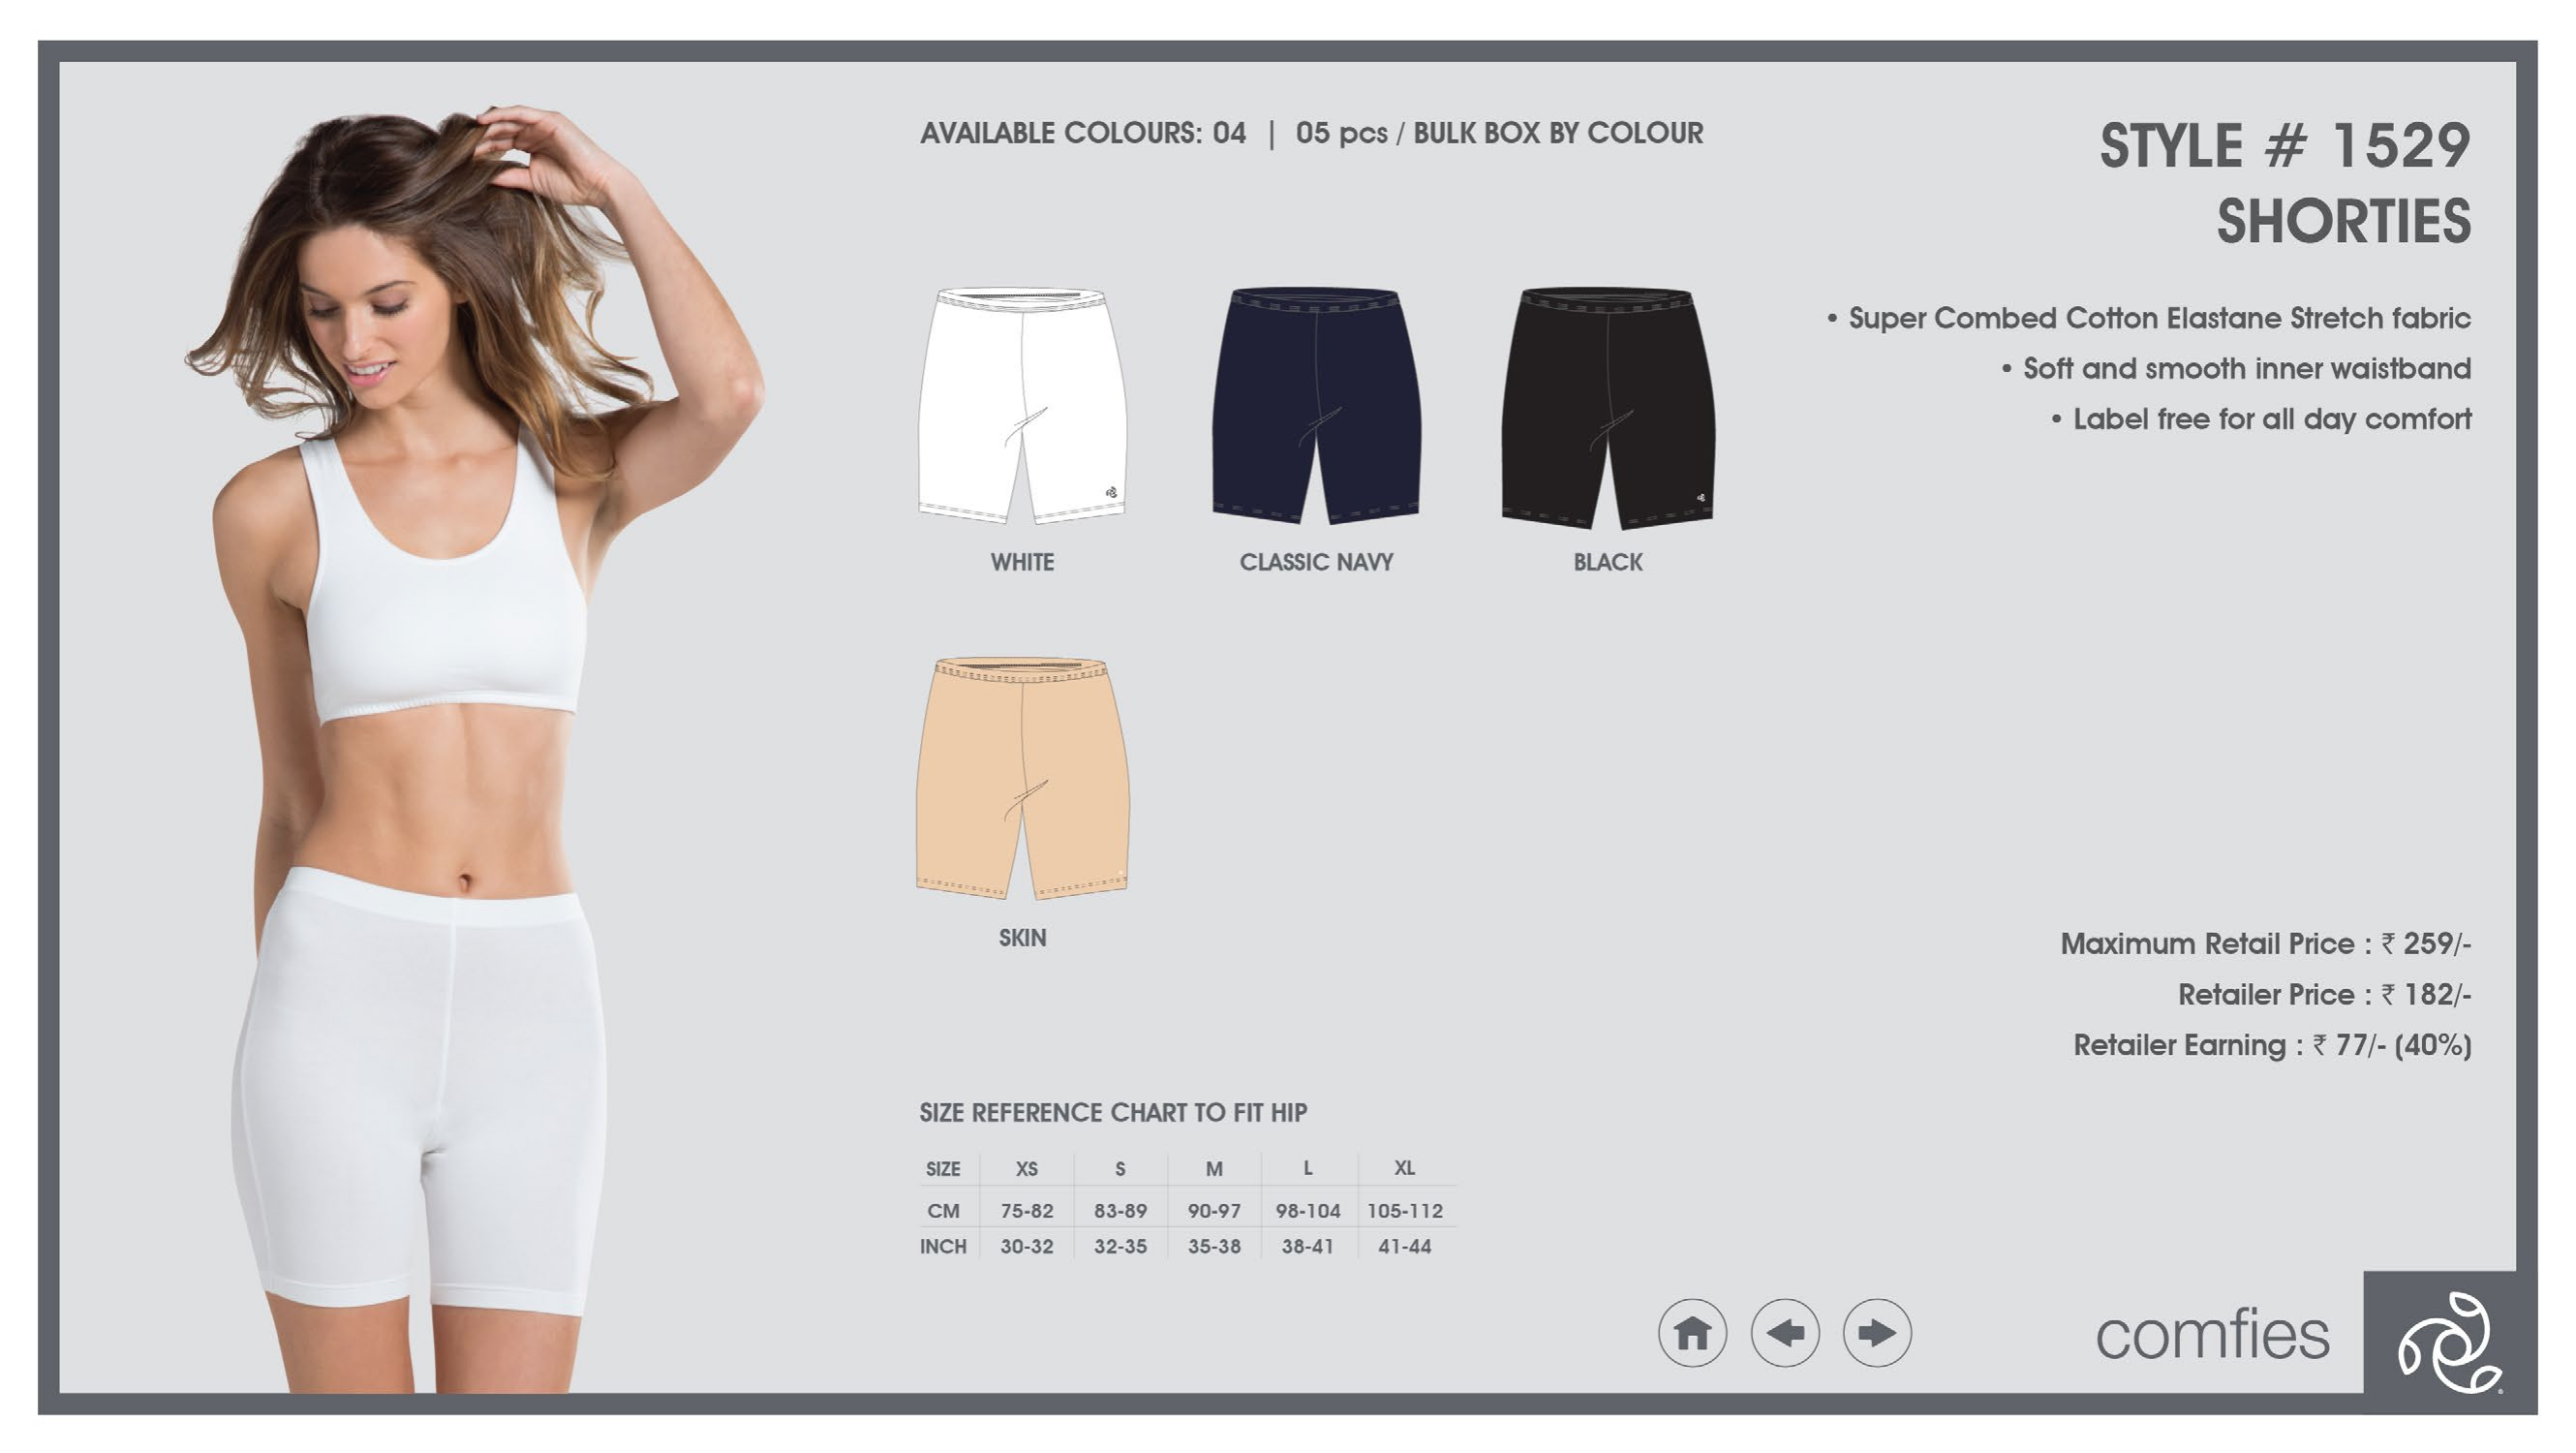 AVAILABLE COLOURS: 04 | 05 pcs / BULK BOX BY COLOUR
STYLE # 1529
SHORTIES
• Super Combed Cotton Elastane Stretch fabric
• Soft and smooth inner waistband
• Label free for all day comfort
WHITE
CLASSIC NAVY
BLACK
SKIN
Maximum Retail Price : ₹ 259/-
Retailer Price : ₹ 182/-
Retailer Earning : ₹ 77/- (40%)
SIZE REFERENCE CHART TO FIT HIP
SIZE XS S M L XL
CM 75-82 83-89 90-97 98-104 105-112
INCH 30-32 32-35 35-38 38-41 41-44
comfies